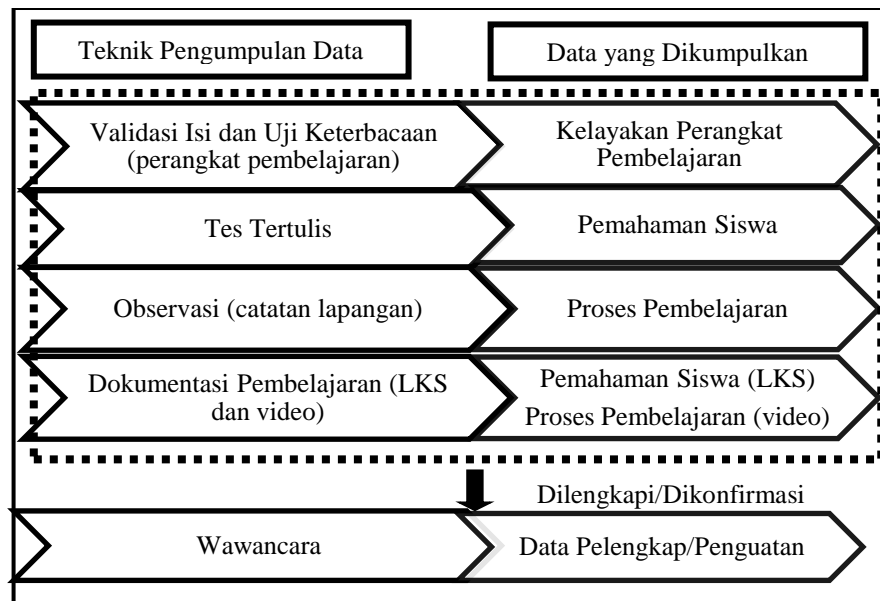 Teknik Pengumpulan Data
Data yang Dikumpulkan
Validasi Isi dan Uji Keterbacaan
(perangkat pembelajaran)
Kelayakan Perangkat
Pembelajaran
Tes Tertulis
Pemahaman Siswa
Observasi (catatan lapangan)
Proses Pembelajaran
Dokumentasi Pembelajaran (LKS
dan video)
Pemahaman Siswa (LKS)
Proses Pembelajaran (video)
Dilengkapi/Dikonfirmasi
Wawancara
Data Pelengkap/Penguatan